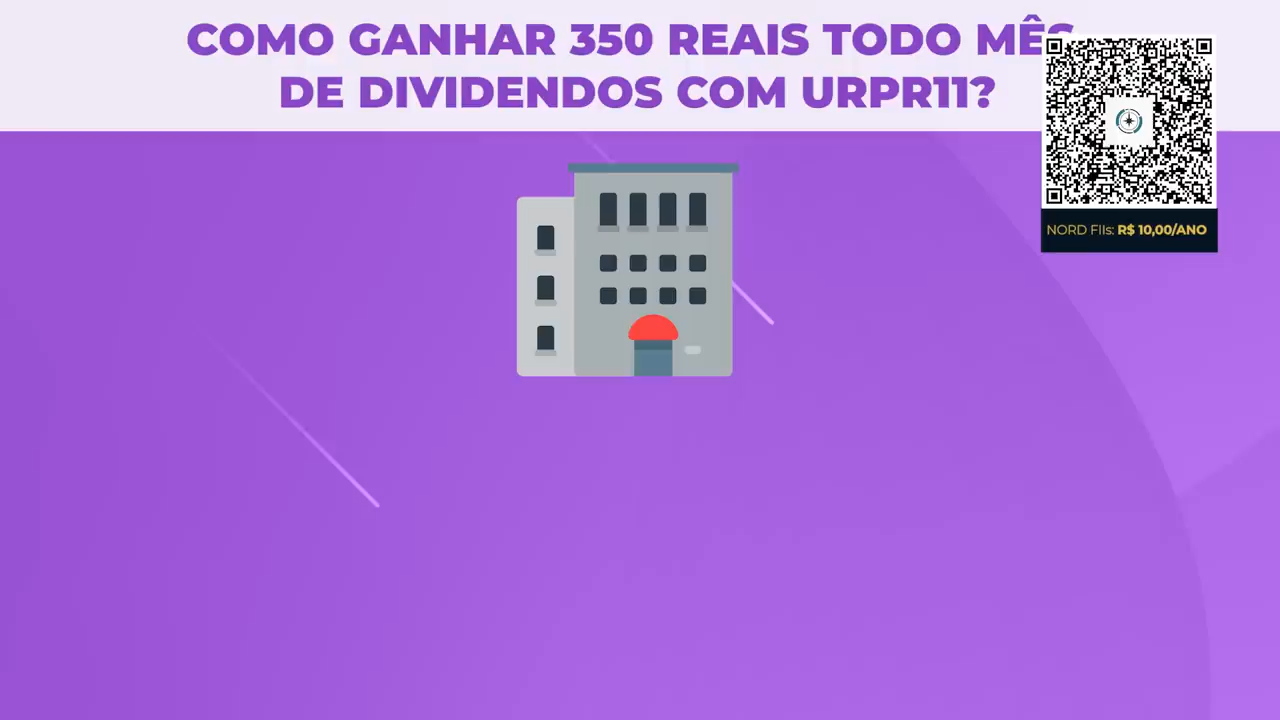 COMO GANHAR 350 REAIS TODO MÊS
DE DIVIDENDOS COM URPR11?
NORD FIIs: R$ 10,00/ANO